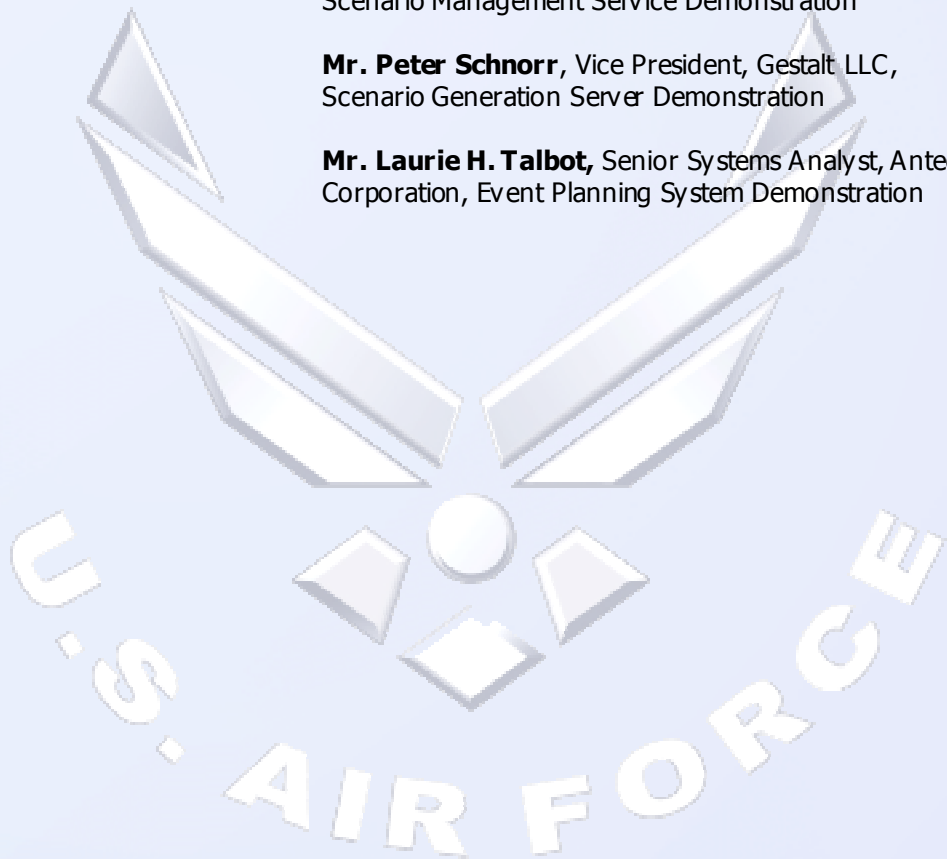 Scenario Management Service Demonstration
Mr. Peter Schnorr, Vice President, Gestalt LLC,
Scenario Generation Server Demonstration
Mr. Laurie H. Talbot, Senior Systems Analyst, Ante
Corporation, Event Planning System Demonstration
U.S. AIR FORCE